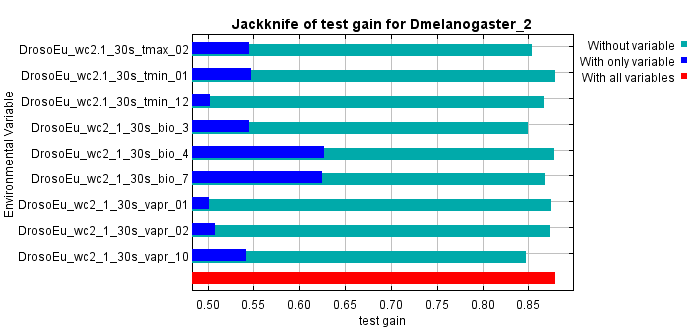 Jackknife of test gain for Dmelanogaster_2
Environmental Variable
DrosoEu_wc2.1_30s_tmax_02
DrosoEu_wc2.1_30s_tmin_01
DrosoEu_wc2.1_30s_tmin_12
DrosoEu_wc2_1_30s_bio_3
DrosoEu_wc2_1_30s_bio_4
DrosoEu_wc2_1_30s_bio_7
DrosoEu_wc2_1_30s_vapr_01
DrosoEu_wc2_1_30s_vapr_02
DrosoEu_wc2_1_30s_vapr_10
0.50 0.55 0.60 0.65 0.70 0.75 0.80 0.85
test gain
Without variable
With only variable
With all variables